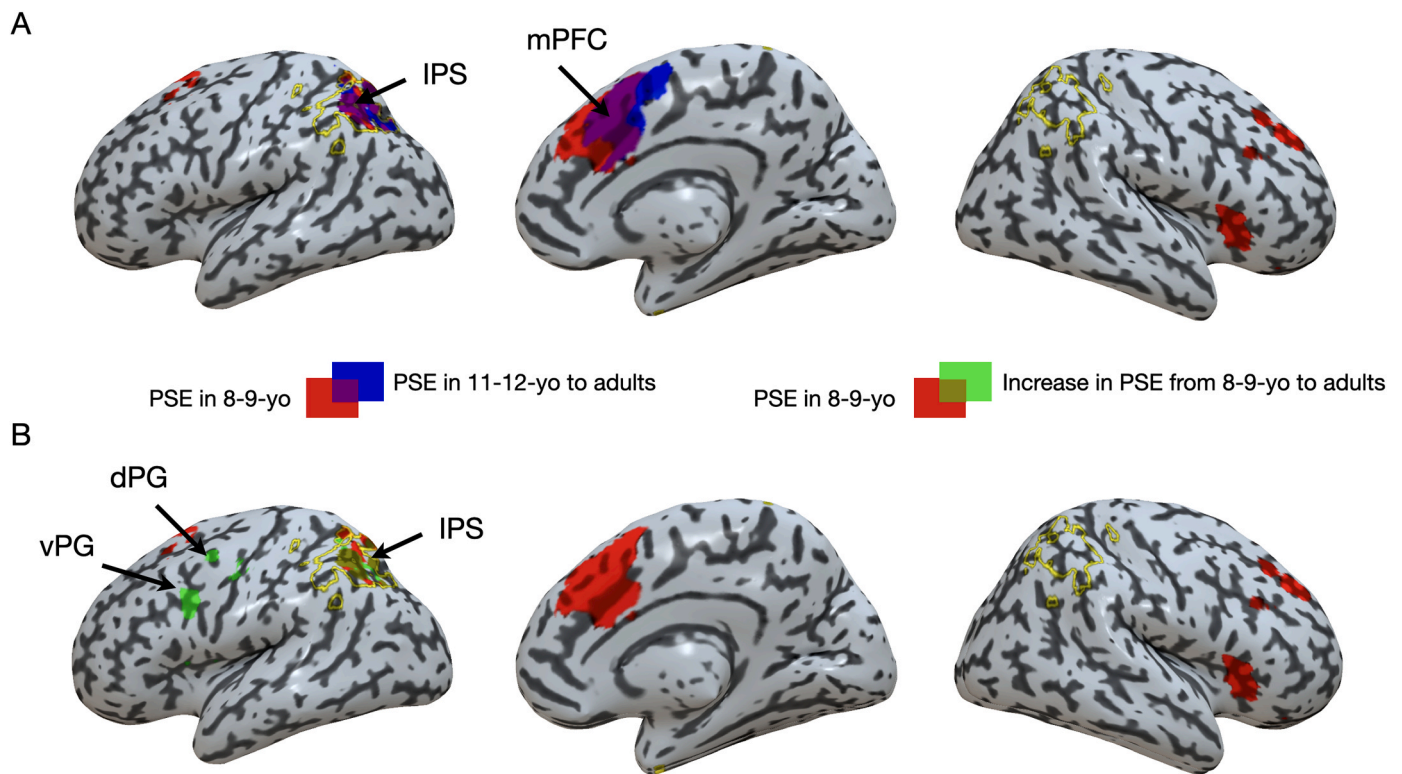 A
IPS
mPFC
PSE in 8-9-yo
PSE in 11-12-yo to adults
PSE in 8-9-yo
Increase in PSE from 8-9-yo to adults
B
dPG
vPG
IPS